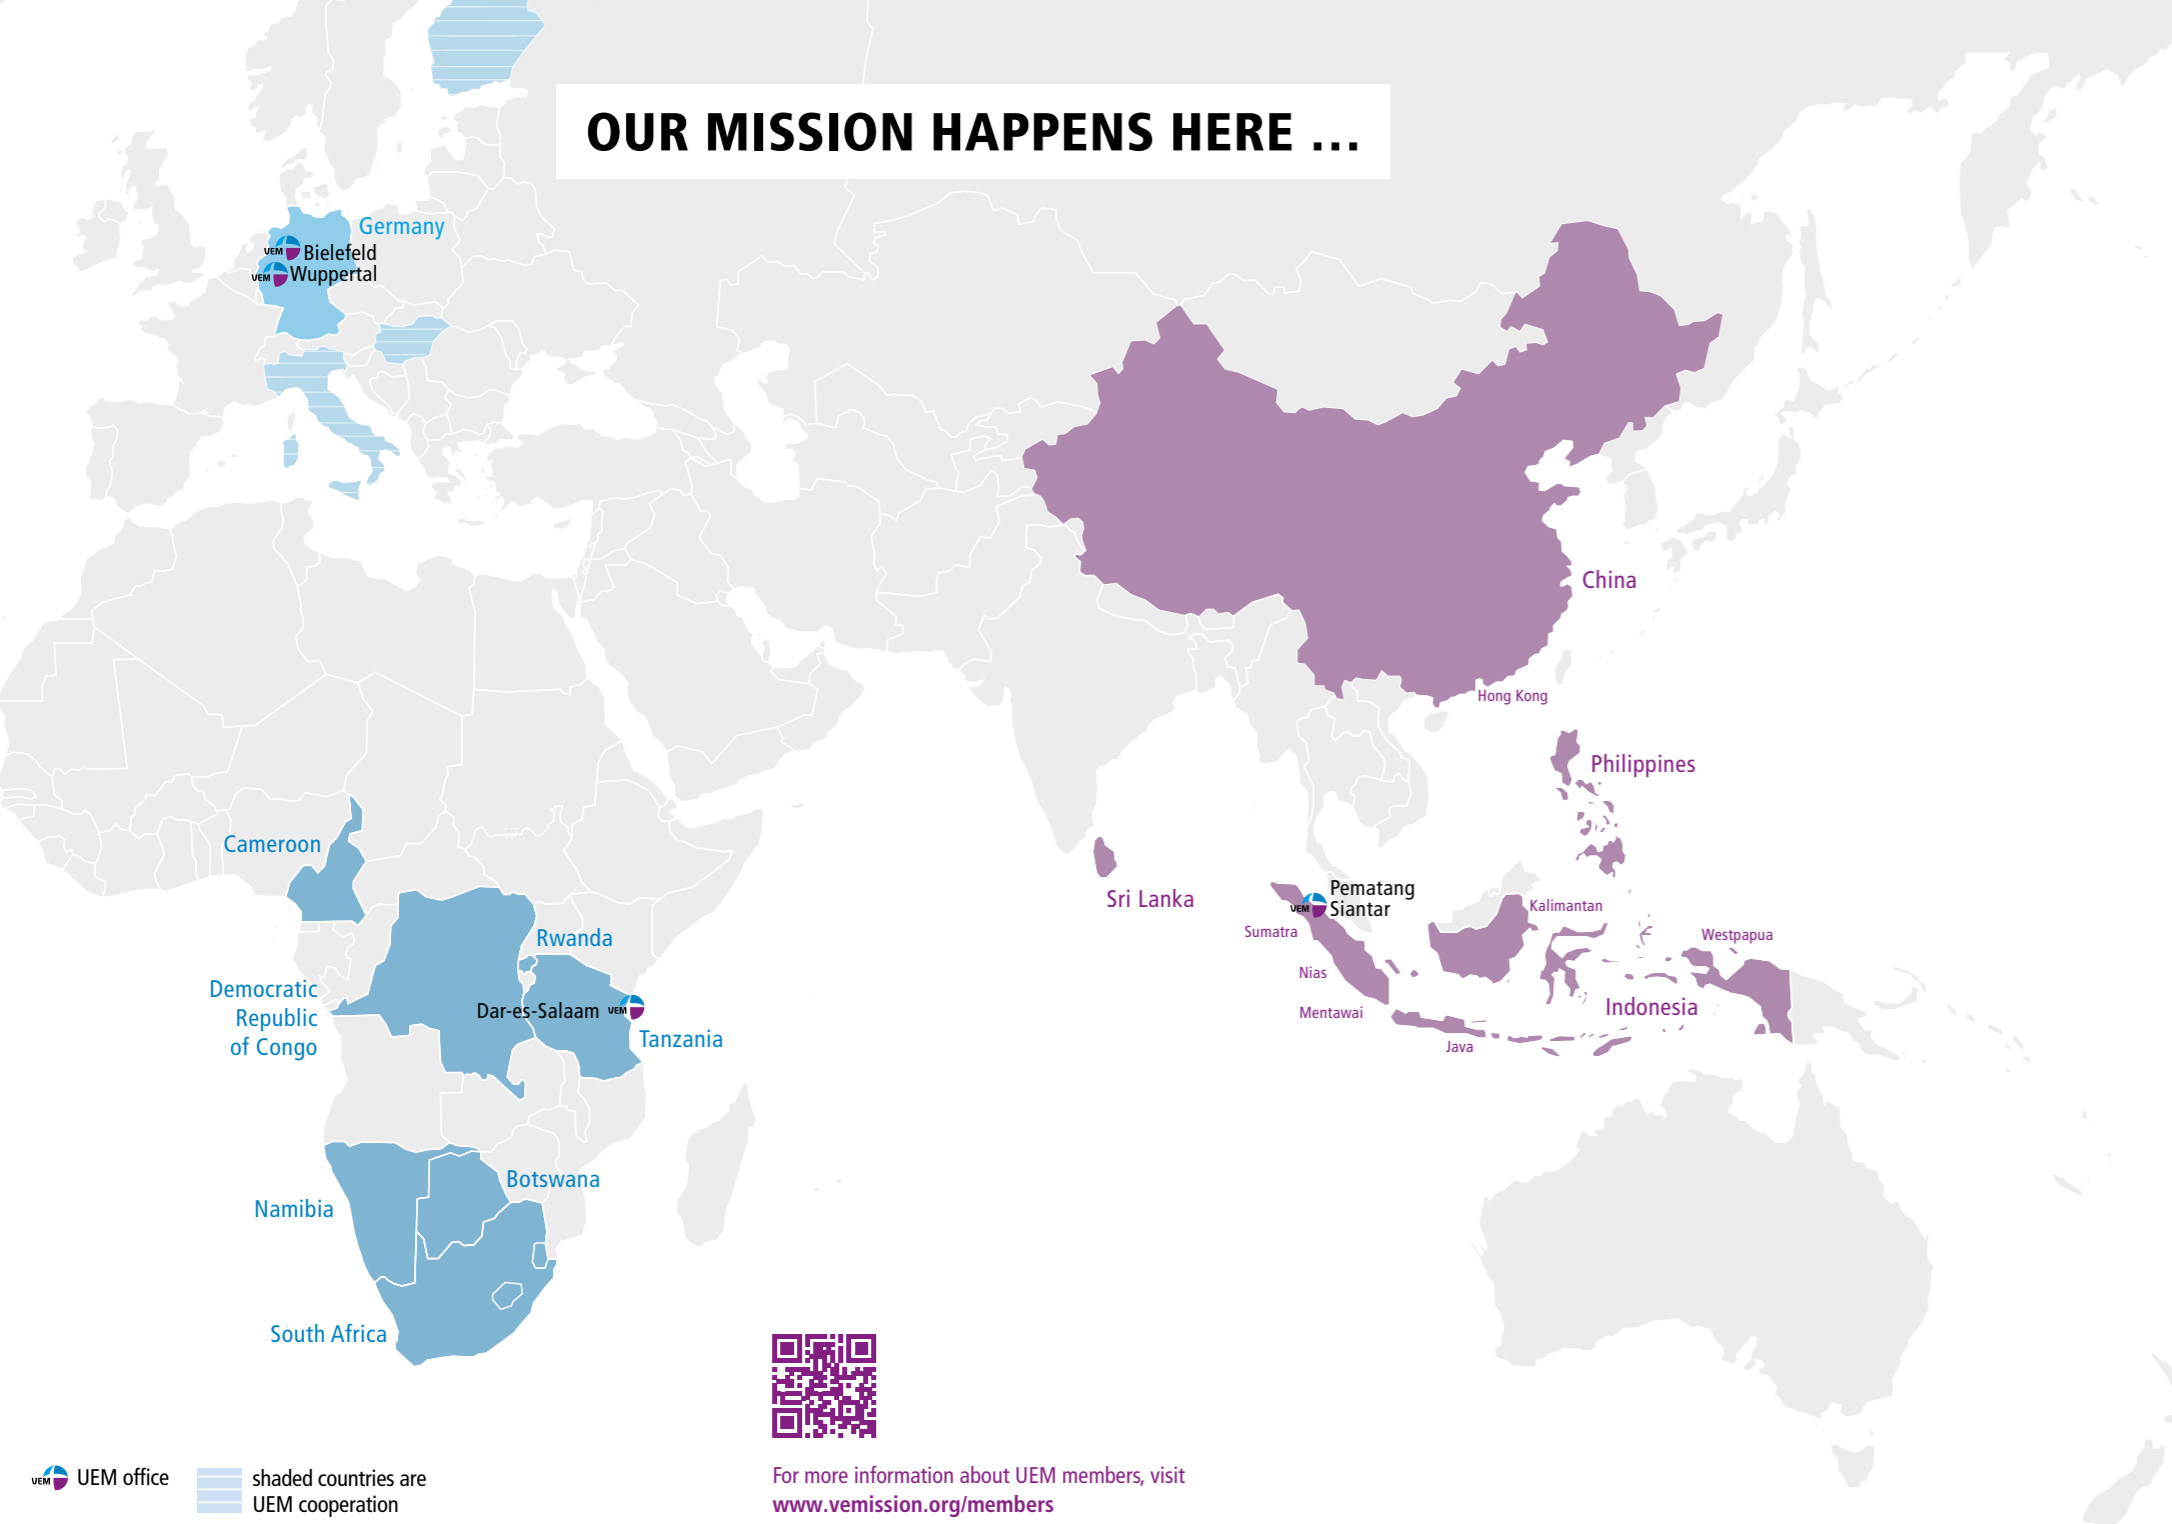 OUR MISSION HAPPENS HERE ...
Germany
VEM Bielefeld
VEM Wuppertal
China
Hong Kong
Philippines
Cameroon
Sri Lanka
Pematang
VEM Siantar
Kalimantan
Sumatra
Westpapua
Rwanda
Nias
Democratic
Republic
of Congo
Dar-es-Salaam VEM
Indonesia
Mentawai
Tanzania
Java
Botswana
Namibia
South Africa
VEM UEM office
shaded countries are
UEM cooperation
For more information about UEM members, visit
www.vemission.org/members